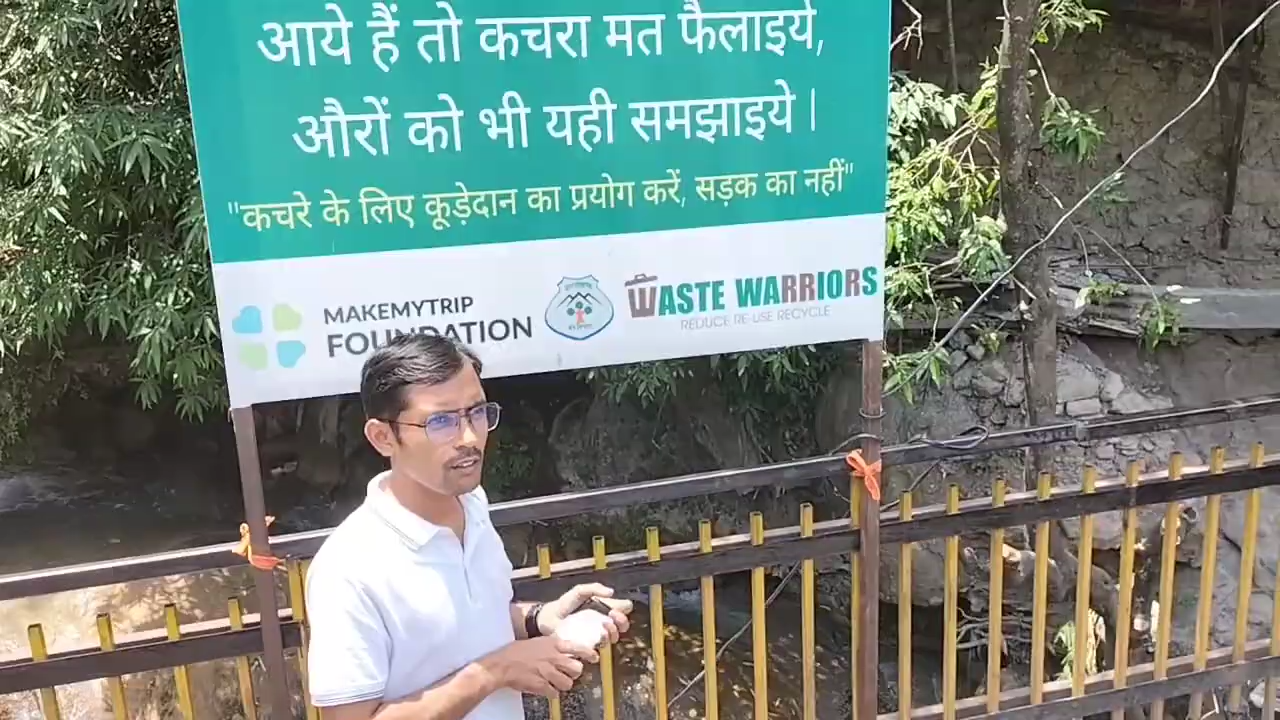 आये हैं तो कचरा मत फैलाइये,
औरों को भी यही समझाइये।
"कचरे के लिए कूड़ेदान का प्रयोग करें, सड़क का नहीं"
MAKEMYTRIP
FOUNDATION
WASTE WARRIORS
REDUCE RE-USE RECYCLE